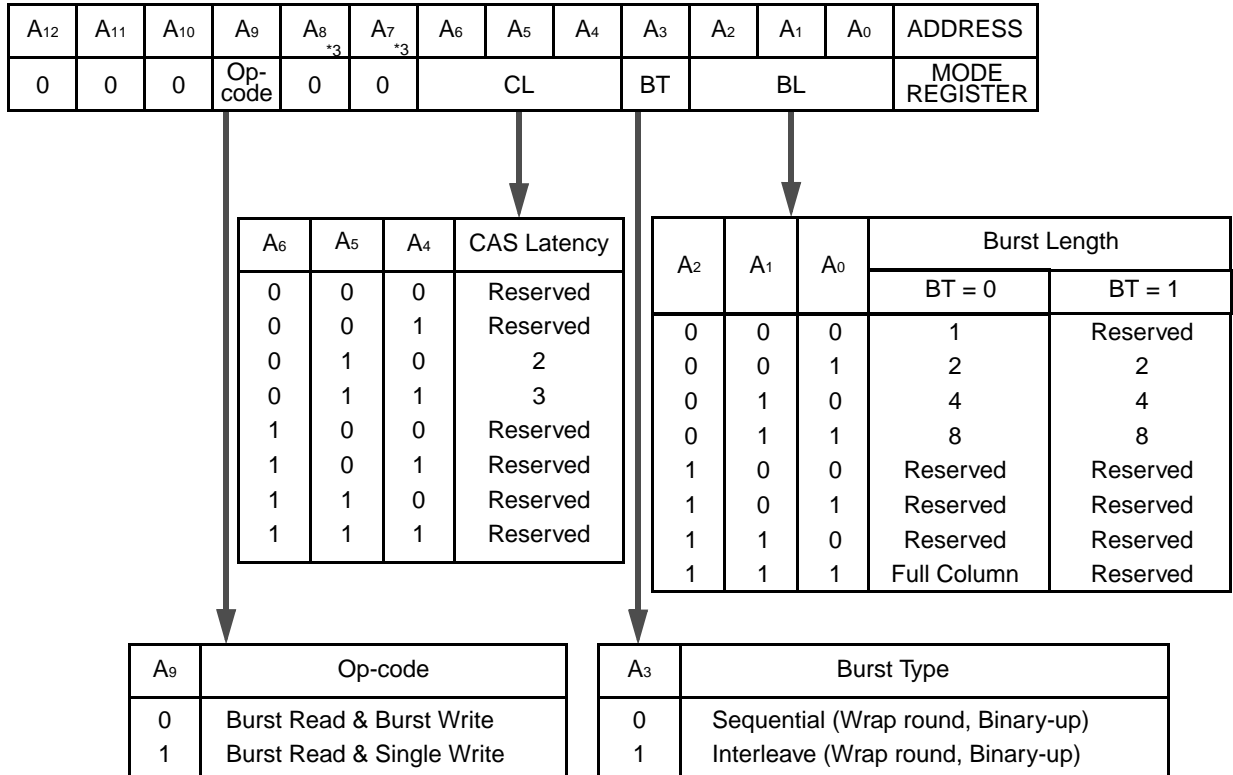 A12 A11 A10 A9 A8 *3 A7 *3 A6 A5 A4 A3 A2 A1 A0 ADDRESS
0 0 0 Op-code 0 0 CL BT BL MODE REGISTER
A6 A5 A4 CAS Latency
0 0 0 Reserved
0 0 1 Reserved
0 1 0 2
0 1 1 3
1 0 0 Reserved
1 0 1 Reserved
1 1 0 Reserved
1 1 1 Reserved
A2 A1 A0 Burst Length
BT = 0 BT = 1
0 0 0 1 Reserved
0 0 1 2 2
0 1 0 4 4
0 1 1 8 8
1 0 0 Reserved Reserved
1 0 1 Reserved Reserved
1 1 0 Reserved Reserved
1 1 1 Full Column Reserved
A9 Op-code
0 Burst Read & Burst Write
1 Burst Read & Single Write
A3 Burst Type
0 Sequential (Wrap round, Binary-up)
1 Interleave (Wrap round, Binary-up)